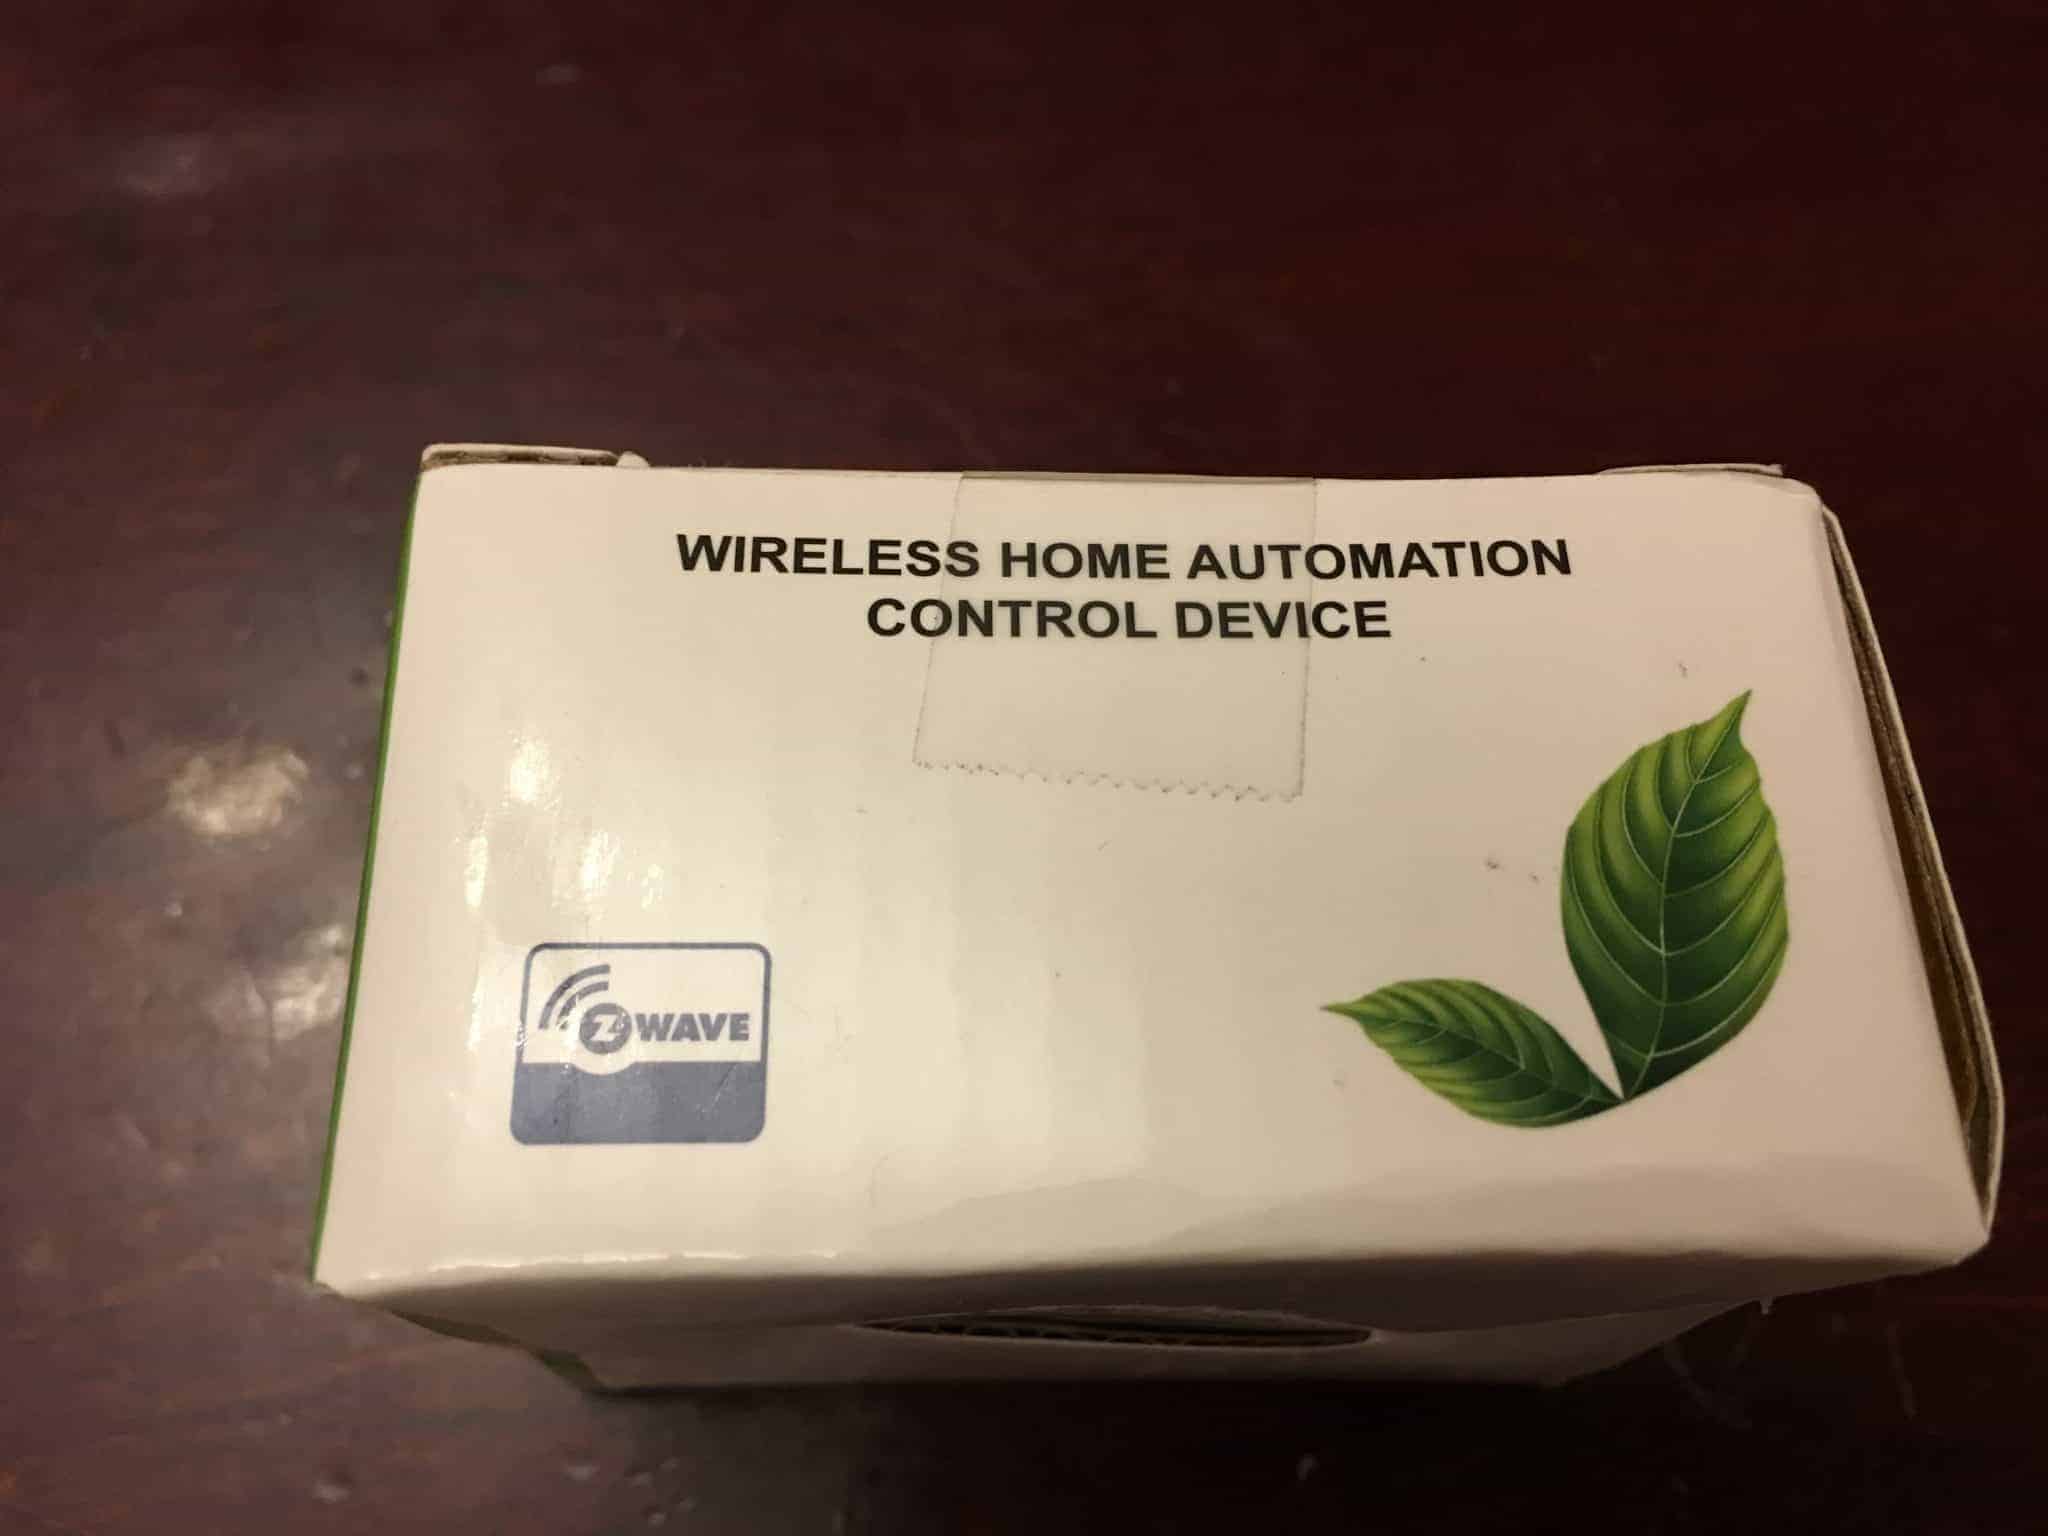 WIRELESS HOME AUTOMATION
CONTROL DEVICE
Z WAVE